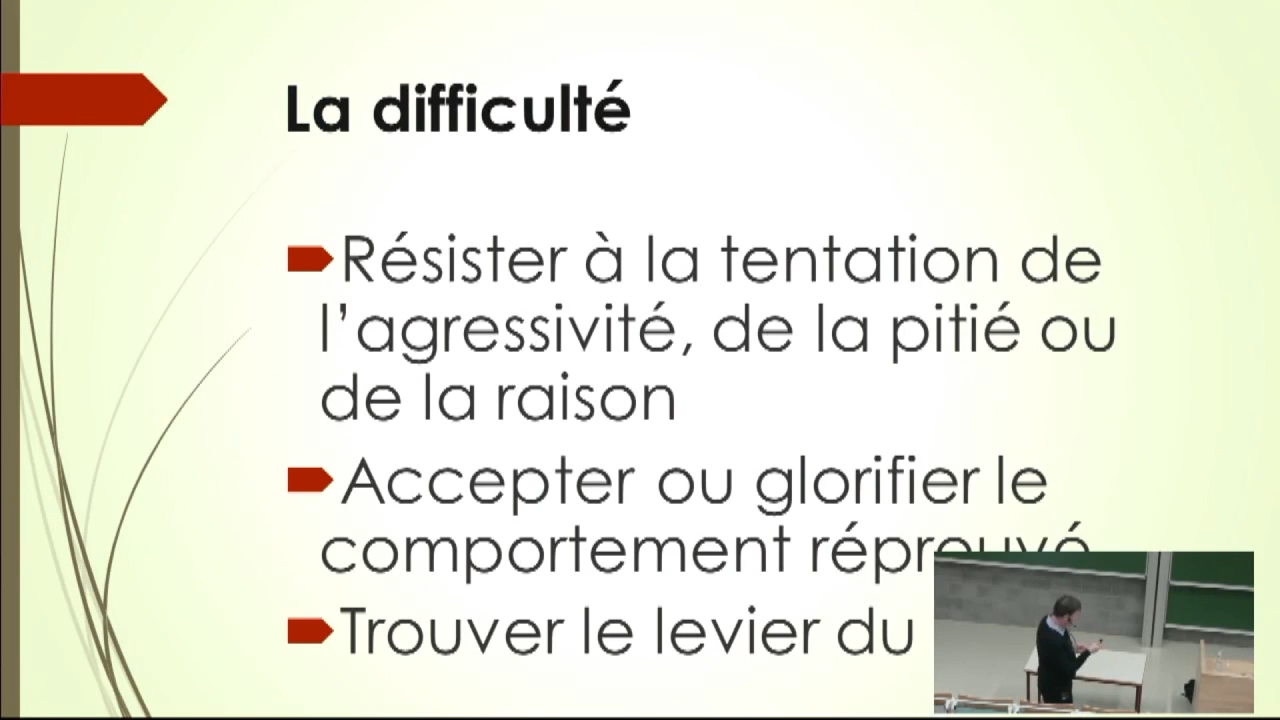 La difficulté
Résister à la tentation de
l’agressivité, de la pitié ou
de la raison
Accepter ou glorifier le
comportement réprouvé
Trouver le levier du